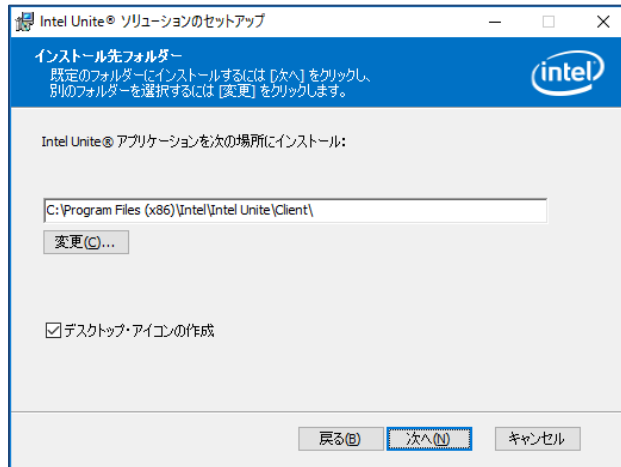 Intel Unite® ソリューションのセットアップ
インストール先フォルダー
既定のフォルダーにインストールするには [次へ] をクリックし、
別のフォルダーを選択するには [変更] をクリックします。
intel
Intel Unite® アプリケーションを次の場所にインストール:
C:\Program Files (x86)\Intel\Intel Unite\Client\
変更(C)...
デスクトップ・アイコンの作成
戻る(B) 次へ(N) キャンセル